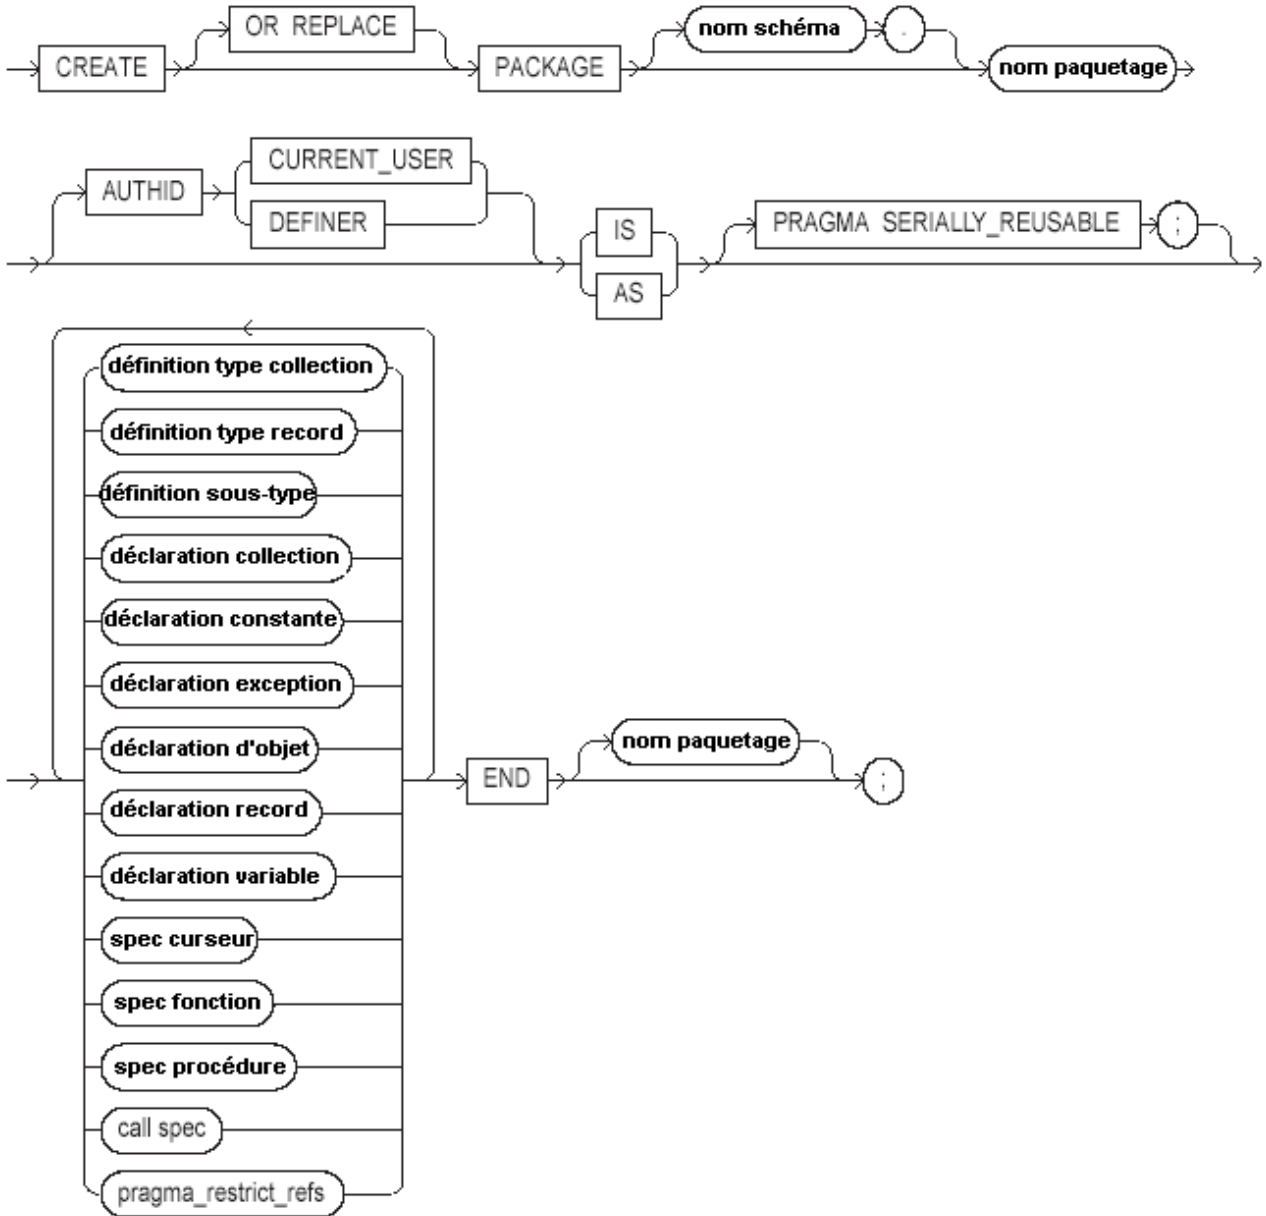 CREATE OR REPLACE PACKAGE nom schéma . nom paquetage
AUTHID CURRENT_USER
DEFINER
IS
AS
PRAGMA SERIALLY_REUSABLE ;
définition type collection
définition type record
définition sous-type
déclaration collection
déclaration constante
déclaration exception
déclaration d'objet
déclaration record
déclaration variable
spec curseur
spec fonction
spec procédure
call spec
pragma_restrict_refs
END nom paquetage ;